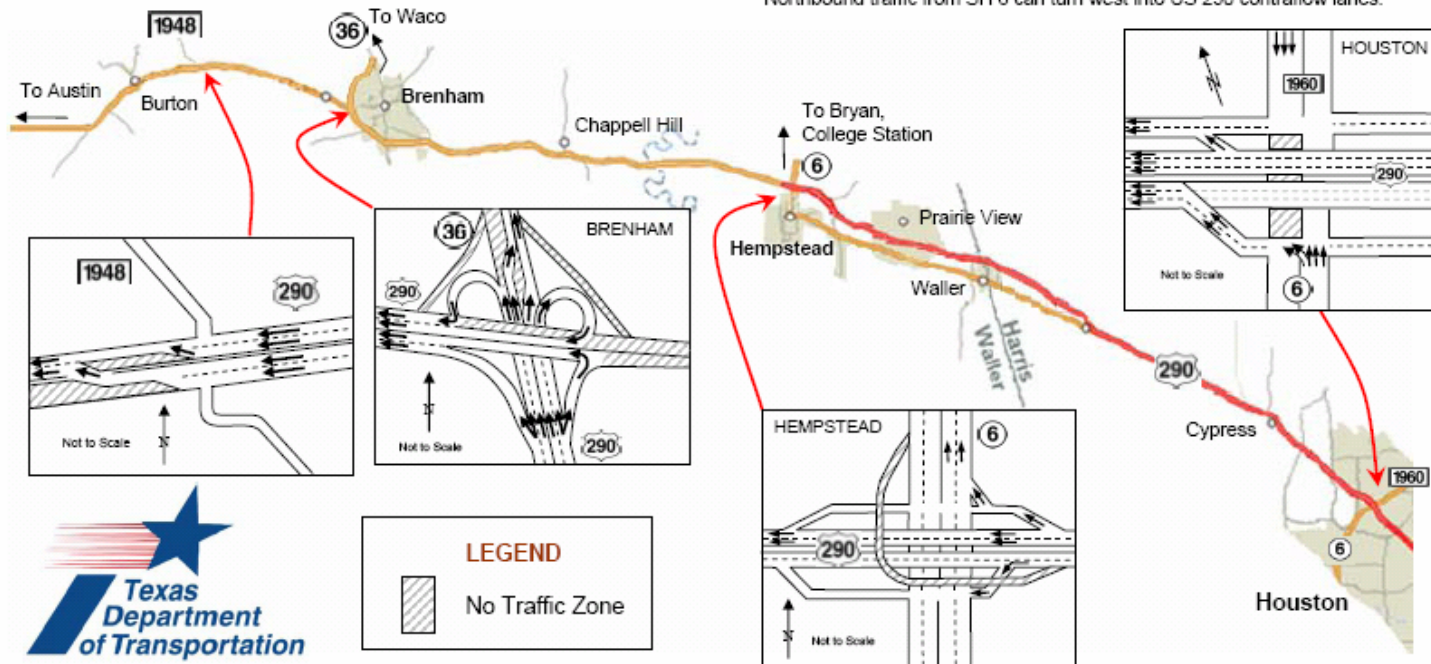 Northbound traffic from SH 6 can turn west into US 290 contraflow lanes.
1948
36
To Waco
To Austin
Burton
Brenham
Chappell Hill
To Bryan,
College Station
6
Hempstead
Prairie View
Waller
Harris
Waller
290
Cypress
1960
6
Houston
HOUSTON
N
1960
290
Not to Scale
6
1948
290
Not to Scale
N
36
BRENHAM
290
N
Not to Scale
290
HEMPSTEAD
6
290
N
Not to Scale
Texas
Department
of Transportation
LEGEND
No Traffic Zone